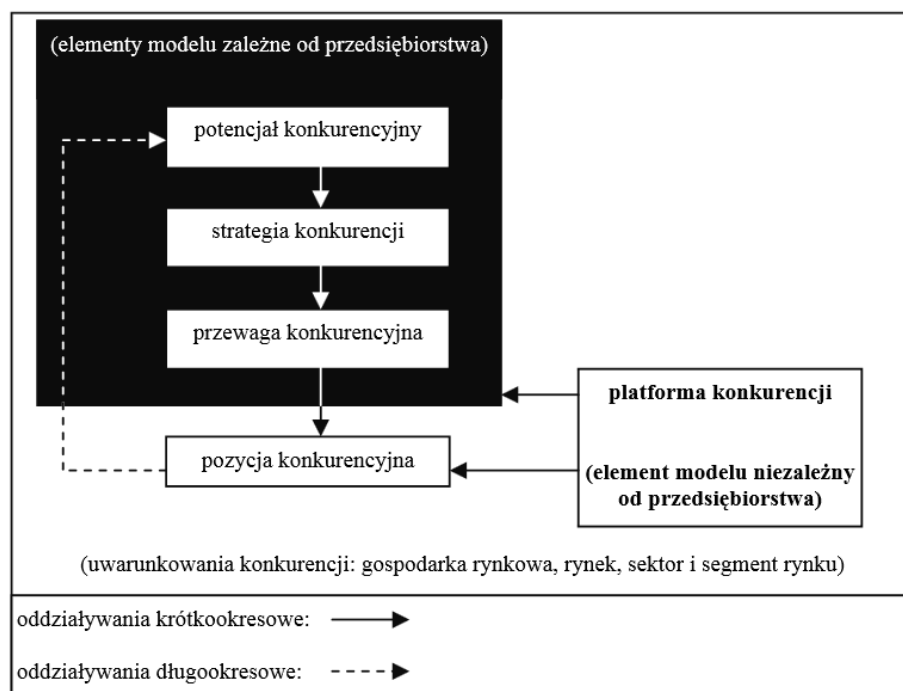 (elementy modelu zależne od przedsiębiorstwa)
potencjał konkurencyjny
strategia konkurencji
przewaga konkurencyjna
platforma konkurencji
pozycja konkurencyjna
(element modelu niezależny
od przedsiębiorstwa)
(uwarunkowania konkurencji: gospodarka rynkowa, rynek, sektor i segment rynku)
oddziaływania krótkookresowe:
oddziaływania długookresowe: